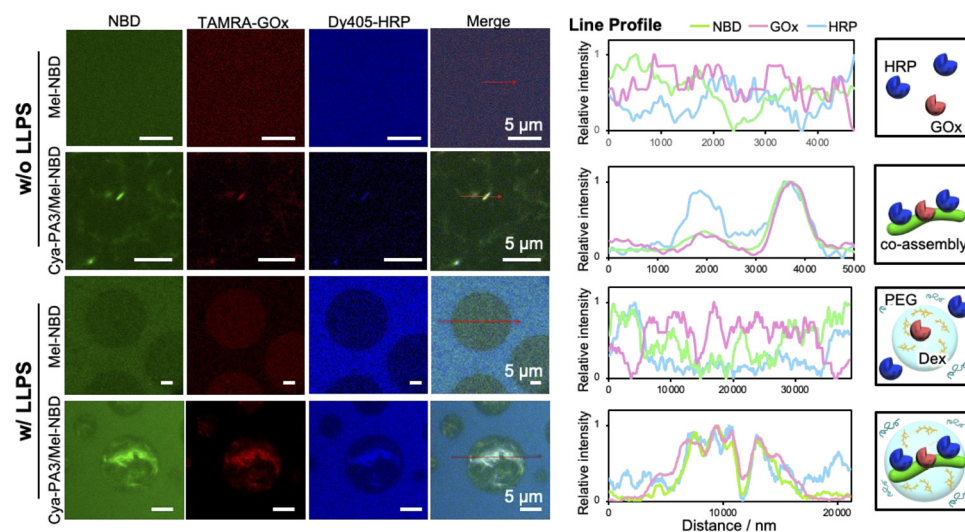 NBD TAMRA-GOx Dy405-HRP Merge
w/o LLPS
Mel-NBD
5 μm
Cya-PA3/Mel-NBD
5 μm
w/ LLPS
Mel-NBD
5 μm
Cya-PA3/Mel-NBD
5 μm
Line Profile NBD GOx HRP
Relative intensity
1
0
0 1000 2000 3000 4000
HRP
GOx
Relative intensity
1
0
0 1000 2000 3000 4000 5000
co-assembly
Relative intensity
1
0
0 10000 20000 30000
PEG
Dex
Relative intensity
1
0
0 10000 20000
Distance / nm